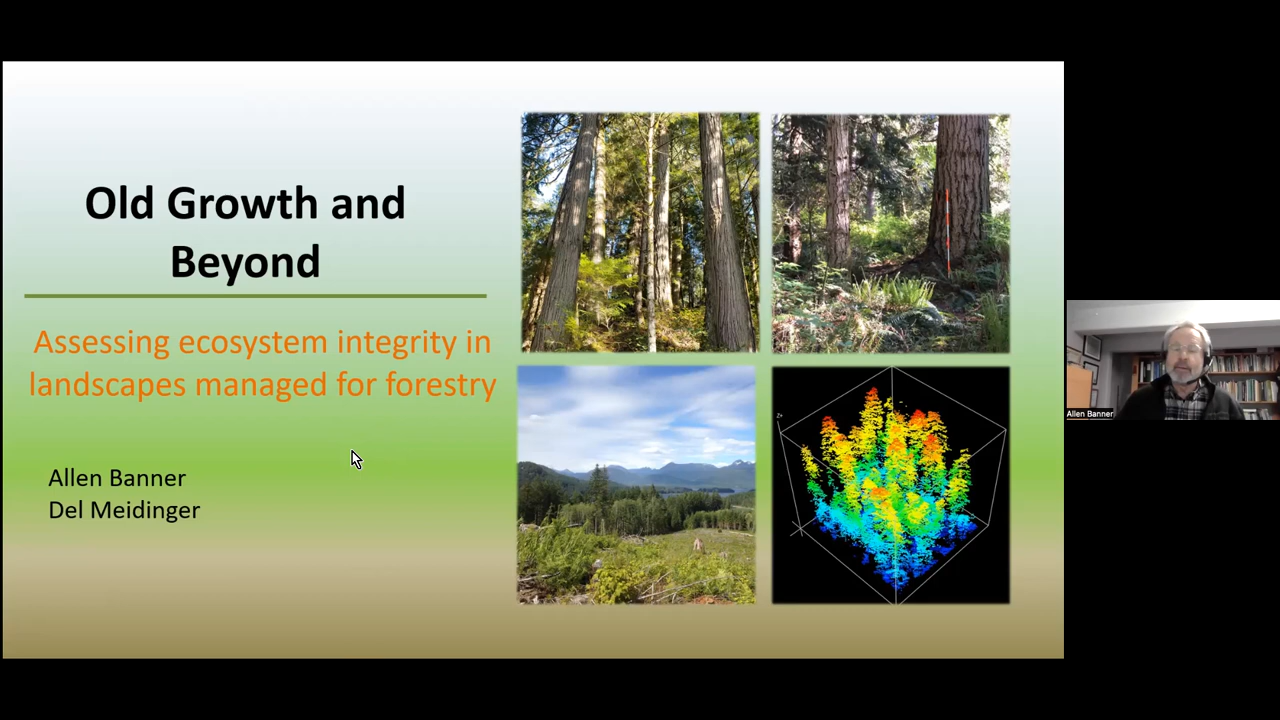 Old Growth and
Beyond
Assessing ecosystem integrity in
landscapes managed for forestry
Allen Banner
Del Meidinger
Allen Banner